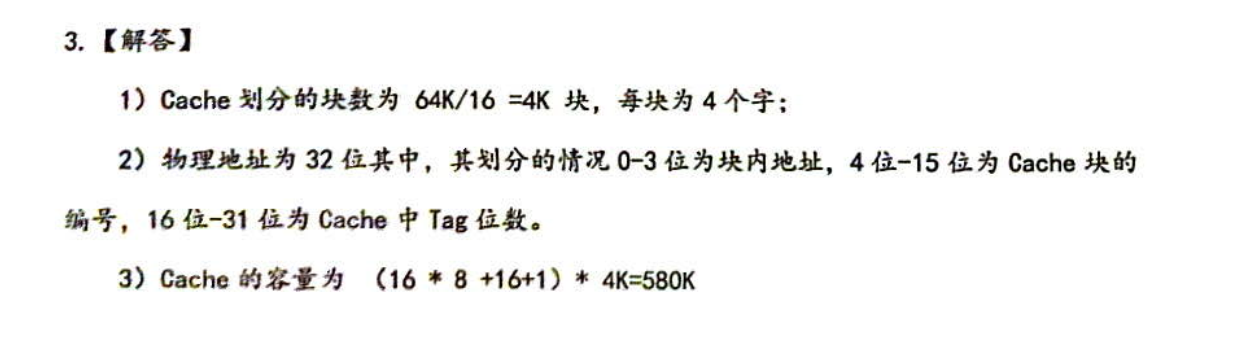 3.【解答】
1）Cache 划分的块数为 64K/16 =4K 块，每块为 4 个字；
2）物理地址为 32 位其中，其划分的情况 0-3 位为块内地址，4 位-15 位为 Cache 块的
编号，16 位-31 位为 Cache 中 Tag 位数。
3）Cache 的容量为 （16 * 8 +16+1）* 4K=580K